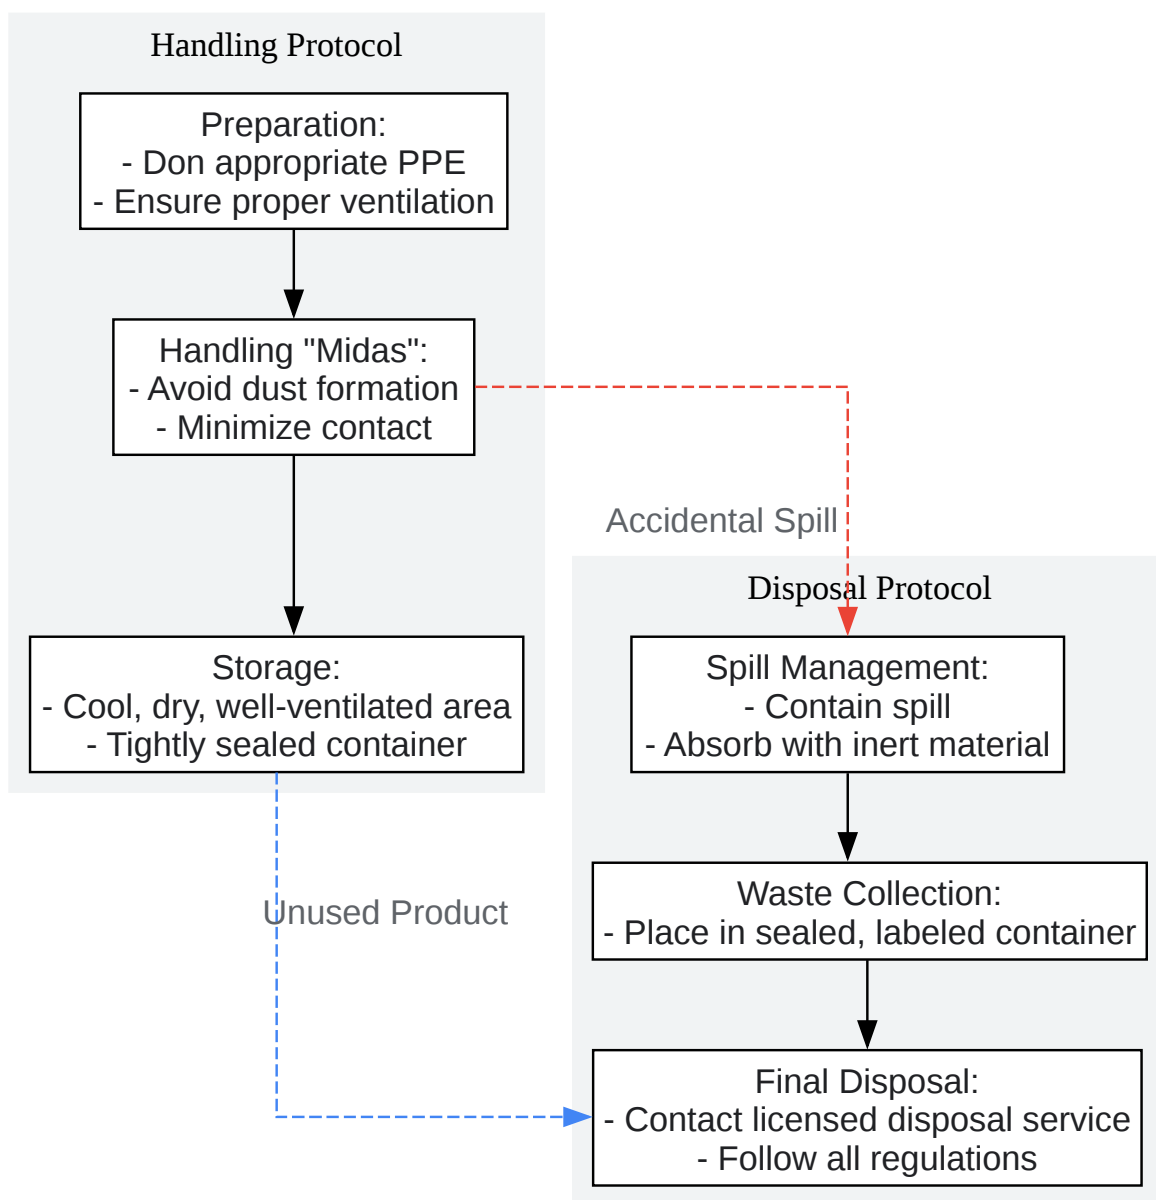 Handling Protocol
Preparation:
- Don appropriate PPE
- Ensure proper ventilation
Handling "Midas":
- Avoid dust formation
- Minimize contact
Accidental Spill
Storage:
- Cool, dry, well-ventilated area
- Tightly sealed container
Unused Product
Disposal Protocol
Spill Management:
- Contain spill
- Absorb with inert material
Waste Collection:
- Place in sealed, labeled container
Final Disposal:
- Contact licensed disposal service
- Follow all regulations